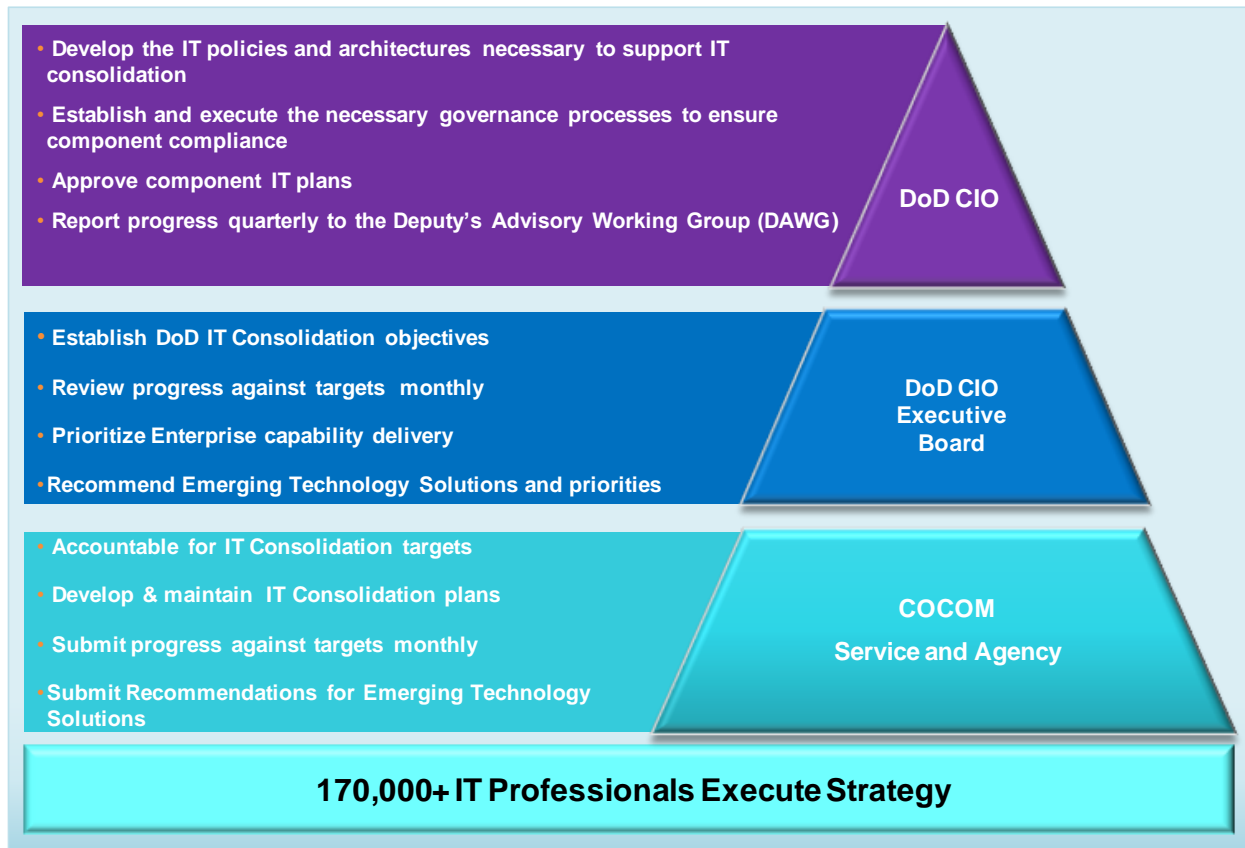 • Develop the IT policies and architectures necessary to support IT
consolidation
• Establish and execute the necessary governance processes to ensure
component compliance
• Approve component IT plans
• Report progress quarterly to the Deputy’s Advisory Working Group (DAWG)
DoD CIO
• Establish DoD IT Consolidation objectives
• Review progress against targets monthly
• Prioritize Enterprise capability delivery
• Recommend Emerging Technology Solutions and priorities
DoD CIO
Executive
Board
• Accountable for IT Consolidation targets
• Develop & maintain IT Consolidation plans
• Submit progress against targets monthly
• Submit Recommendations for Emerging Technology
Solutions
COCOM
Service and Agency
170,000+ IT Professionals Execute Strategy